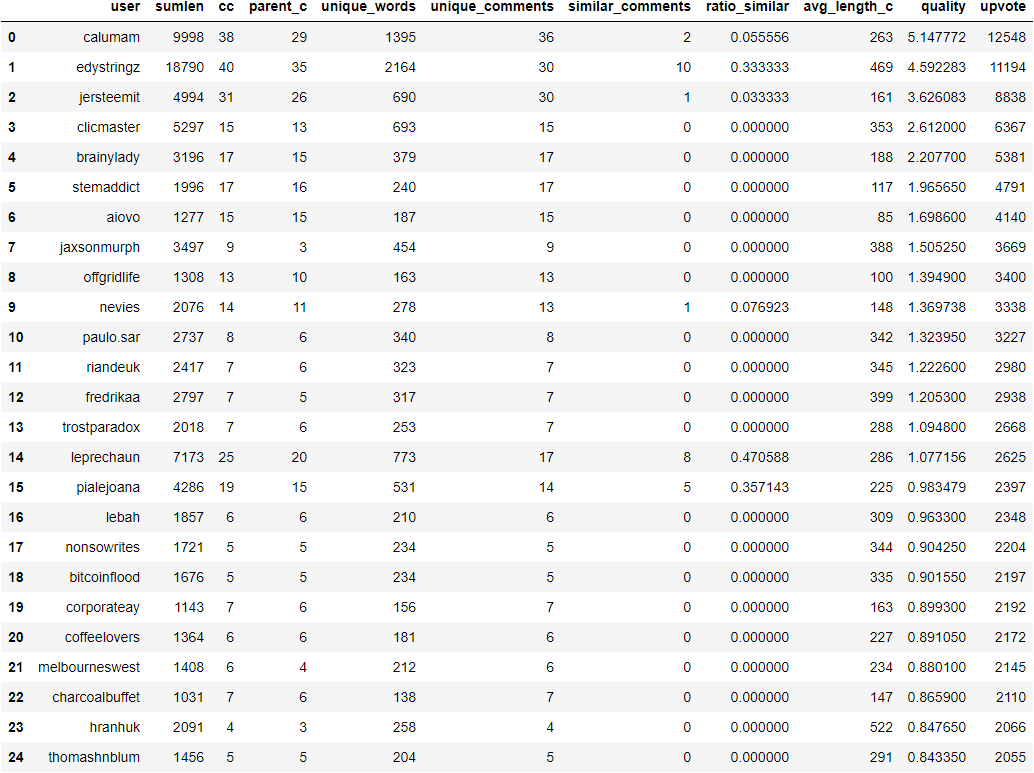 user sumlen cc parent_c unique_words unique_comments similar_comments ratio_similar avg_length_c quality upvote
0 calumam 9998 38 29 1395 36 2 0.055556 263 5.147772 12548
1 edystringz 18790 40 35 2164 30 10 0.333333 469 4.592283 11194
2 jersteemit 4994 31 26 690 30 1 0.033333 161 3.626083 8838
3 clicmaster 5297 15 13 693 15 0 0.000000 353 2.612000 6367
4 brainylady 3196 17 15 379 17 0 0.000000 188 2.207700 5381
5 stemaddict 1996 17 16 240 17 0 0.000000 117 1.965650 4791
6 aiovo 1277 15 15 187 15 0 0.000000 85 1.698600 4140
7 jaxsonmurph 3497 9 3 454 9 0 0.000000 388 1.505250 3669
8 offgridlife 1308 13 10 163 13 0 0.000000 100 1.394900 3400
9 nevies 2076 14 11 278 13 1 0.076923 148 1.369738 3338
10 paulo.sar 2737 8 6 340 8 0 0.000000 342 1.323950 3227
11 riandeuk 2417 7 6 323 7 0 0.000000 345 1.222600 2980
12 fredrikaa 2797 7 5 317 7 0 0.000000 399 1.205300 2938
13 trostparadox 2018 7 6 253 7 0 0.000000 288 1.094800 2668
14 leprechaun 7173 25 20 773 17 8 0.470588 286 1.077156 2625
15 pialejoana 4286 19 15 531 14 5 0.357143 225 0.983479 2397
16 lebah 1857 6 6 210 6 0 0.000000 309 0.963300 2348
17 nonsowrites 1721 5 5 234 5 0 0.000000 344 0.904250 2204
18 bitcoinflood 1676 5 5 234 5 0 0.000000 335 0.901550 2197
19 corporateay 1143 7 6 156 7 0 0.000000 163 0.899300 2192
20 coffeelovers 1364 6 6 181 6 0 0.000000 227 0.891050 2172
21 melbourneswest 1408 6 4 212 6 0 0.000000 234 0.880100 2145
22 charcoalbuffet 1031 7 6 138 7 0 0.000000 147 0.865900 2110
23 hranhuk 2091 4 3 258 4 0 0.000000 522 0.847650 2066
24 thomashnblum 1456 5 5 204 5 0 0.000000 291 0.843350 2055